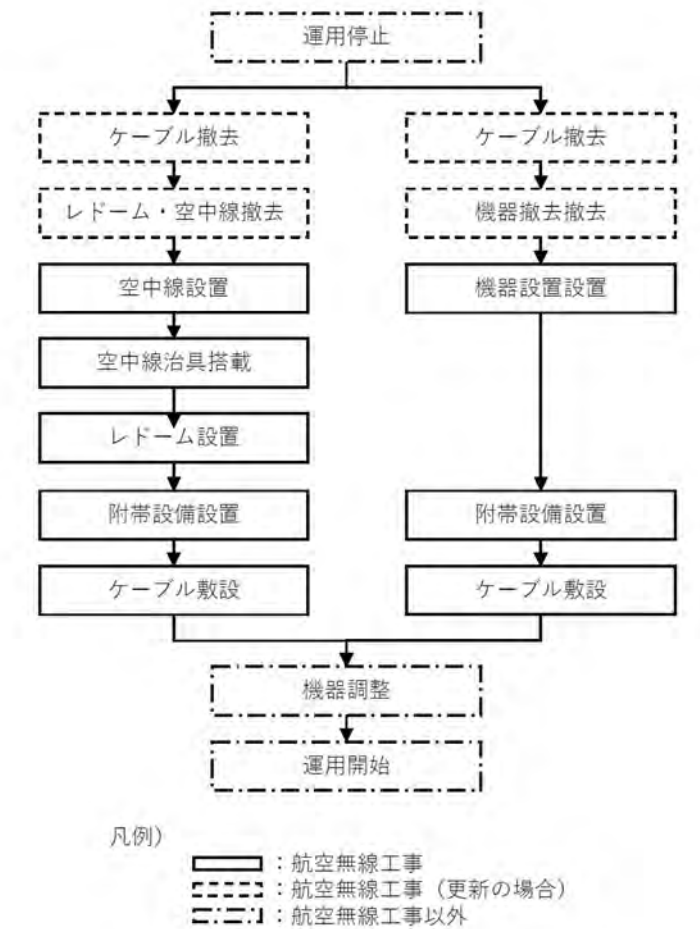 運用停止
ケーブル撤去
ケーブル撤去
レドーム・空中線撤去
機器撤去撤去
空中線設置
機器設置設置
空中線治具搭載
レドーム設置
附帯設備設置
附帯設備設置
ケーブル敷設
ケーブル敷設
機器調整
運用開始
凡例)
：航空無線工事
：航空無線工事（更新の場合）
：航空無線工事以外